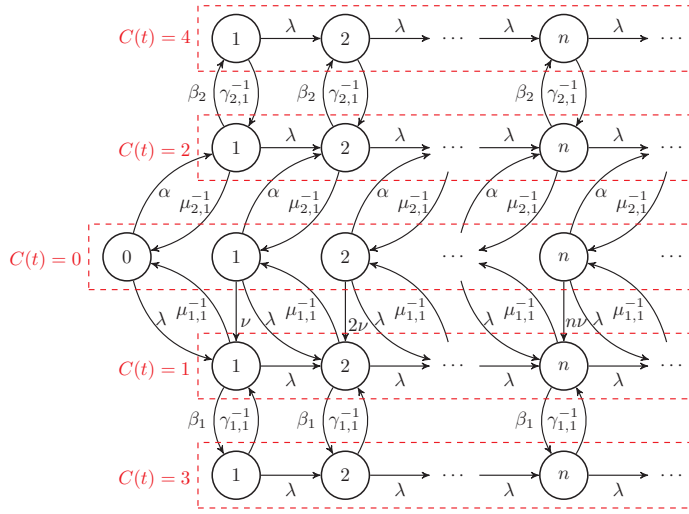 C(t) = 4 1 λ 2 λ ··· λ n λ ···
β₂ γ₂,₁⁻¹ β₂ γ₂,₁⁻¹ β₂ γ₂,₁⁻¹
C(t) = 2 1 λ 2 λ ··· λ n λ ···
α μ₂,₁⁻¹ α μ₂,₁⁻¹ α μ₂,₁⁻¹ α μ₂,₁⁻¹ α μ₂,₁⁻¹
C(t) = 0 0 1 2 ··· n ···
λ μ₁,₁⁻¹ ν λ μ₁,₁⁻¹ 2ν λ μ₁,₁⁻¹ λ μ₁,₁⁻¹ nν λ μ₁,₁⁻¹
C(t) = 1 1 λ 2 λ ··· λ n λ ···
β₁ γ₁,₁⁻¹ β₁ γ₁,₁⁻¹ β₁ γ₁,₁⁻¹
C(t) = 3 1 λ 2 λ ··· λ n λ ···